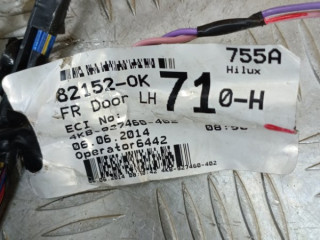 755A
Hilux
82152-0K 710-H
FR Door LH
ECI No:
06.06.2014
Operator6442